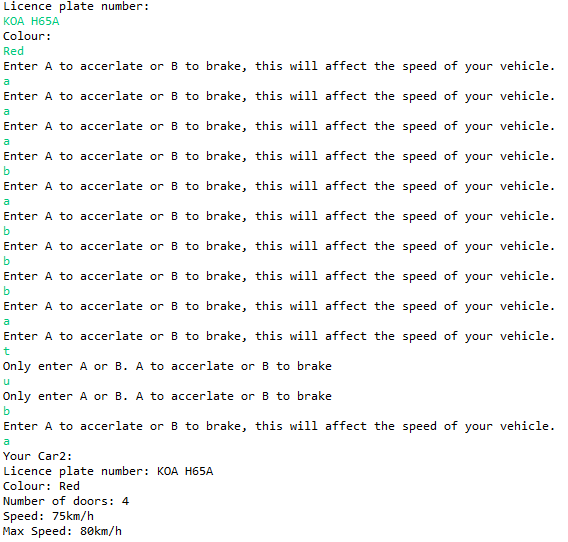 Licence plate number:
KOA H65A
Colour:
Red
Enter A to accerlate or B to brake, this will affect the speed of your vehicle.
a
Enter A to accerlate or B to brake, this will affect the speed of your vehicle.
a
Enter A to accerlate or B to brake, this will affect the speed of your vehicle.
a
Enter A to accerlate or B to brake, this will affect the speed of your vehicle.
b
Enter A to accerlate or B to brake, this will affect the speed of your vehicle.
a
Enter A to accerlate or B to brake, this will affect the speed of your vehicle.
b
Enter A to accerlate or B to brake, this will affect the speed of your vehicle.
b
Enter A to accerlate or B to brake, this will affect the speed of your vehicle.
b
Enter A to accerlate or B to brake, this will affect the speed of your vehicle.
a
Enter A to accerlate or B to brake, this will affect the speed of your vehicle.
t
Only enter A or B. A to accerlate or B to brake
u
Only enter A or B. A to accerlate or B to brake
b
Enter A to accerlate or B to brake, this will affect the speed of your vehicle.
a
Your Car2:
Licence plate number: KOA H65A
Colour: Red
Number of doors: 4
Speed: 75km/h
Max Speed: 80km/h